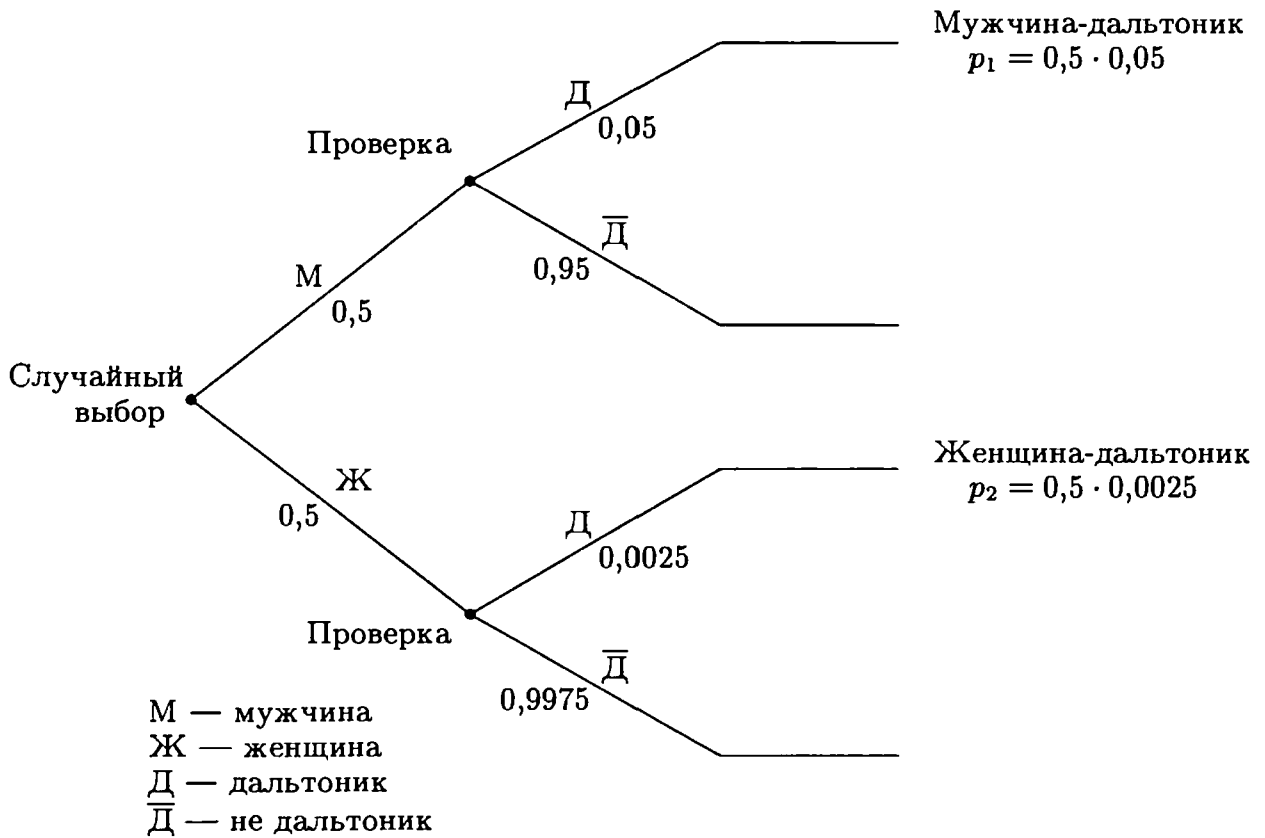 Мужчина-дальтоник
p₁ = 0,5 · 0,05
Д
0,05
Проверка
Д̅
0,95
М
0,5
Случайный
выбор
Женщина-дальтоник
p₂ = 0,5 · 0,0025
Ж
0,5
Д
0,0025
Проверка
Д̅
0,9975
М — мужчина
Ж — женщина
Д — дальтоник
Д̅ — не дальтоник